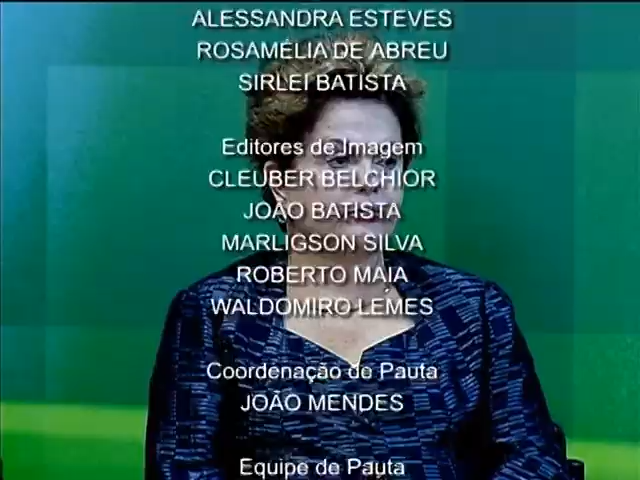 ALESSANDRA ESTEVES
ROSAMÉLIA DE ABREU
SIRLEI BATISTA
Editores de Imagem
CLEUBER BELCHIOR
JOÃO BATISTA
MARLIGSON SILVA
ROBERTO MAIA
WALDOMIRO LEMES
Coordenação de Pauta
JOÃO MENDES
Equipe de Pauta